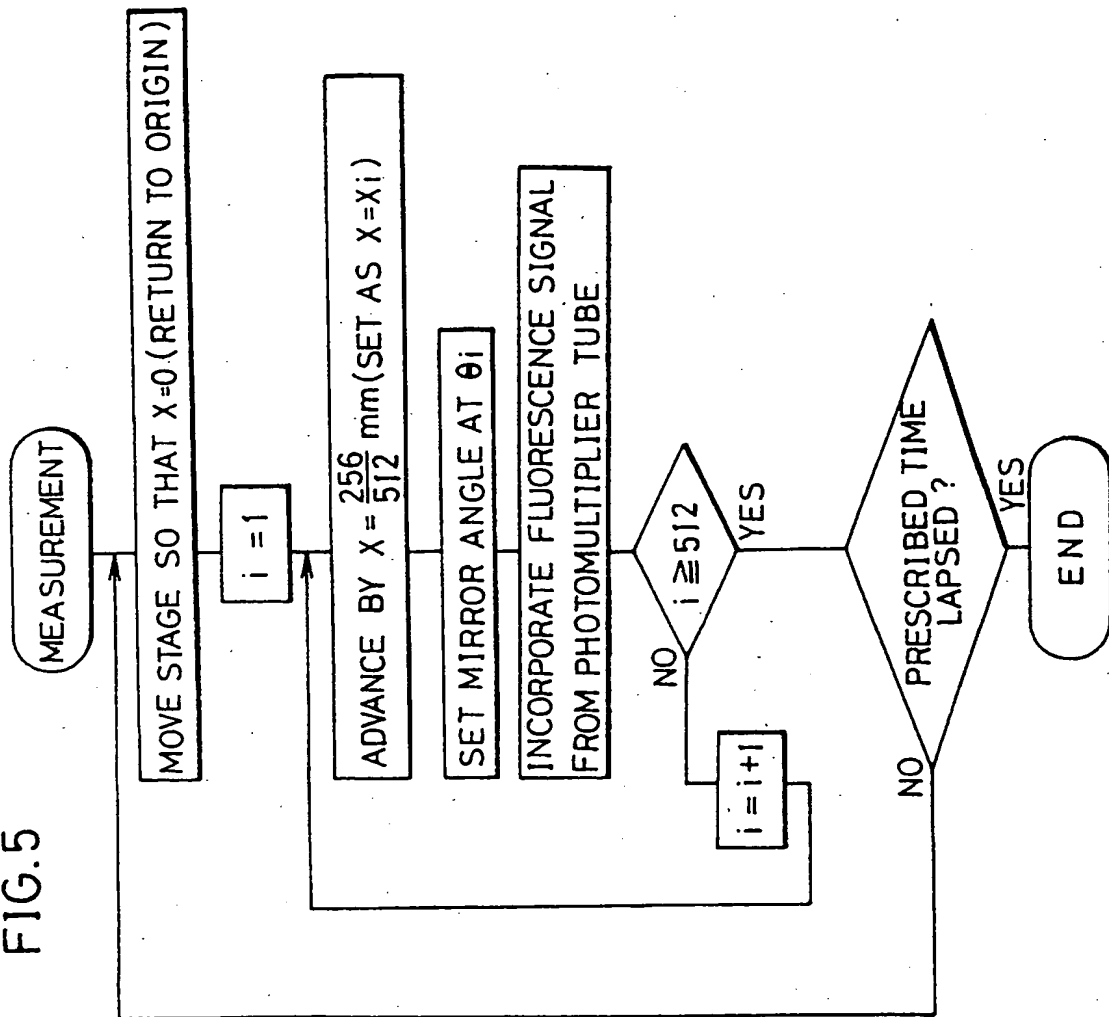 FIG.5
MEASUREMENT
MOVE STAGE SO THAT X=0 (RETURN TO ORIGIN)
i = 1
ADVANCE BY X = 256/512 mm (SET AS X=Xi)
SET MIRROR ANGLE AT θi
INCORPORATE FLUORESCENCE SIGNAL
FROM PHOTOMULTIPLIER TUBE
i ≧ 512
NO
YES
i = i+1
PRESCRIBED TIME
LAPSED ?
NO
YES
END